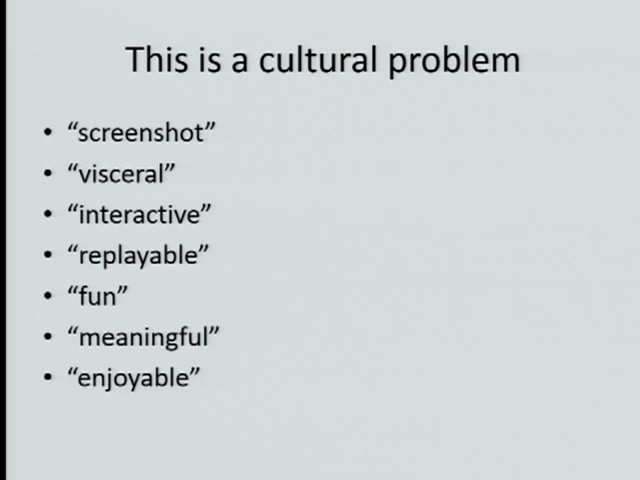 This is a cultural problem
• “screenshot”
• “visceral”
• “interactive”
• “replayable”
• “fun”
• “meaningful”
• “enjoyable”